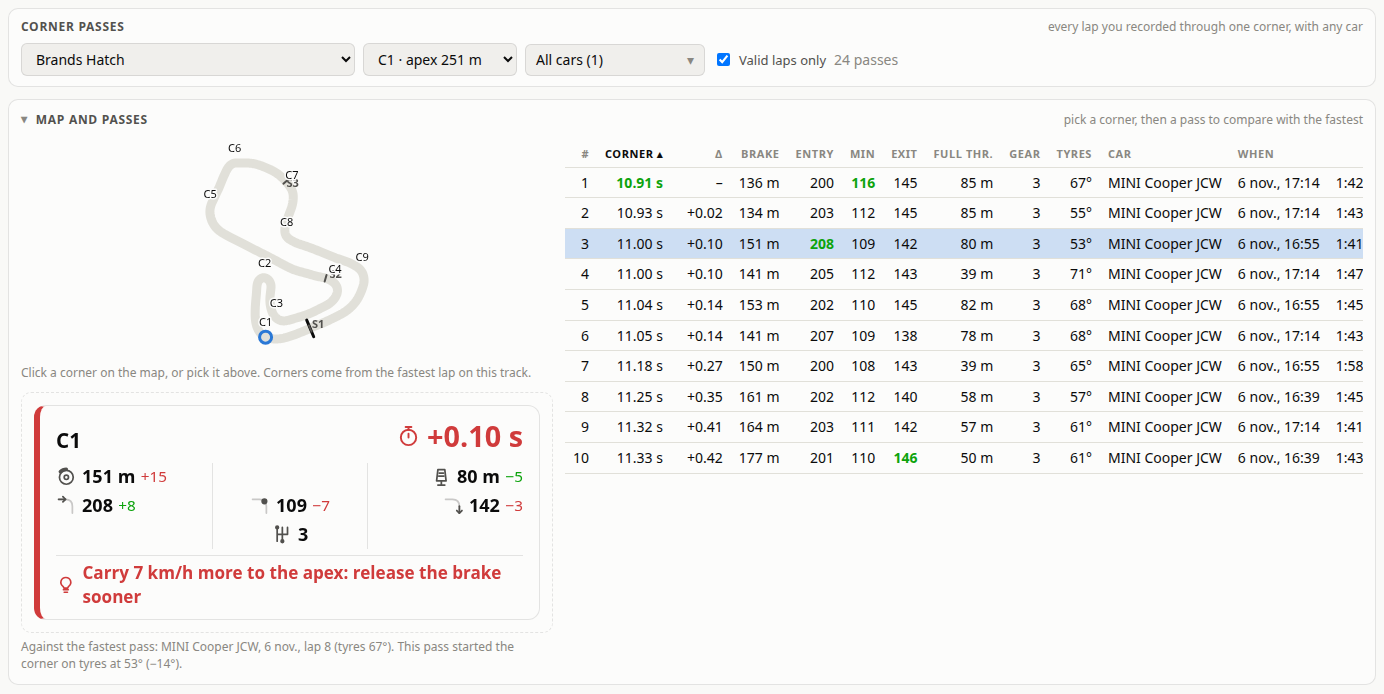 CORNER PASSES
every lap you recorded through one corner, with any car
Brands Hatch
C1 · apex 251 m
All cars (1)
Valid laps only
24 passes
MAP AND PASSES
pick a corner, then a pass to compare with the fastest
C6
C7
S3
C5
C8
C9
C2
C4
S2
C3
C1
S1
Click a corner on the map, or pick it above. Corners come from the fastest lap on this track.
C1
+0.10 s
151 m +15
80 m −5
208 +8
109 −7
142 −3
3
Carry 7 km/h more to the apex: release the brake
sooner
Against the fastest pass: MINI Cooper JCW, 6 nov., lap 8 (tyres 67°). This pass started the
corner on tyres at 53° (−14°).
# CORNER ▲ Δ BRAKE ENTRY MIN EXIT FULL THR. GEAR TYRES CAR WHEN
1 10.91 s – 136 m 200 116 145 85 m 3 67° MINI Cooper JCW 6 nov., 17:14 1:42
2 10.93 s +0.02 134 m 203 112 145 85 m 3 55° MINI Cooper JCW 6 nov., 17:14 1:43
3 11.00 s +0.10 151 m 208 109 142 80 m 3 53° MINI Cooper JCW 6 nov., 16:55 1:41
4 11.00 s +0.10 141 m 205 112 143 39 m 3 71° MINI Cooper JCW 6 nov., 17:14 1:47
5 11.04 s +0.14 153 m 202 110 145 82 m 3 68° MINI Cooper JCW 6 nov., 16:55 1:45
6 11.05 s +0.14 141 m 207 109 138 78 m 3 68° MINI Cooper JCW 6 nov., 17:14 1:43
7 11.18 s +0.27 150 m 200 108 143 39 m 3 65° MINI Cooper JCW 6 nov., 16:55 1:58
8 11.25 s +0.35 161 m 202 112 140 58 m 3 57° MINI Cooper JCW 6 nov., 16:39 1:45
9 11.32 s +0.41 164 m 203 111 142 57 m 3 61° MINI Cooper JCW 6 nov., 17:14 1:41
10 11.33 s +0.42 177 m 201 110 146 50 m 3 61° MINI Cooper JCW 6 nov., 16:39 1:43